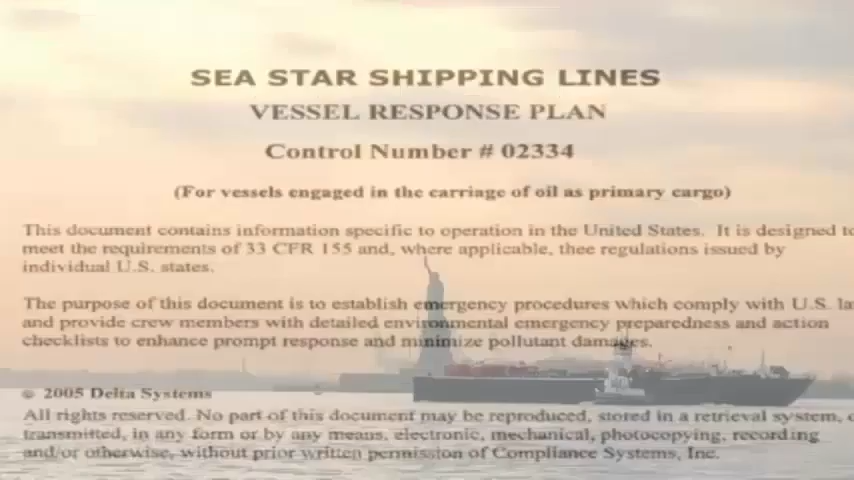 SEA STAR SHIPPING LINES
VESSEL RESPONSE PLAN
Control Number # 02334
(For vessels engaged in the carriage of oil as primary cargo)
This document contains information specific to operation in the United States. It is designed to
meet the requirements of 33 CFR 155 and, where applicable, thee regulations issued by
individual U.S. states.
The purpose of this document is to establish emergency procedures which comply with U.S.
and provide crew members with detailed environmental emergency preparedness and action
checklists to enhance prompt response and minimize pollutant damages.
© 2005 Delta Systems
All rights reserved. No part of this document may be reproduced, stored in a retrieval system,
transmitted, in any form or by any means, electronic, mechanical, photocopying, recording
and/or otherwise, without prior written permission of Compliance Systems, Inc.